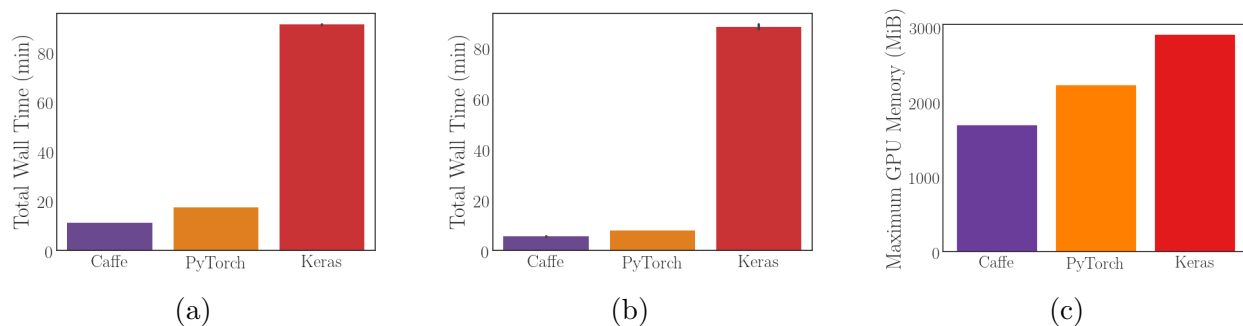 Total Wall Time (min)
80
60
40
20
0
Caffe PyTorch Keras
(a)
Total Wall Time (min)
80
60
40
20
0
Caffe PyTorch Keras
(b)
Maximum GPU Memory (MiB)
3000
2000
1000
0
Caffe PyTorch Keras
(c)